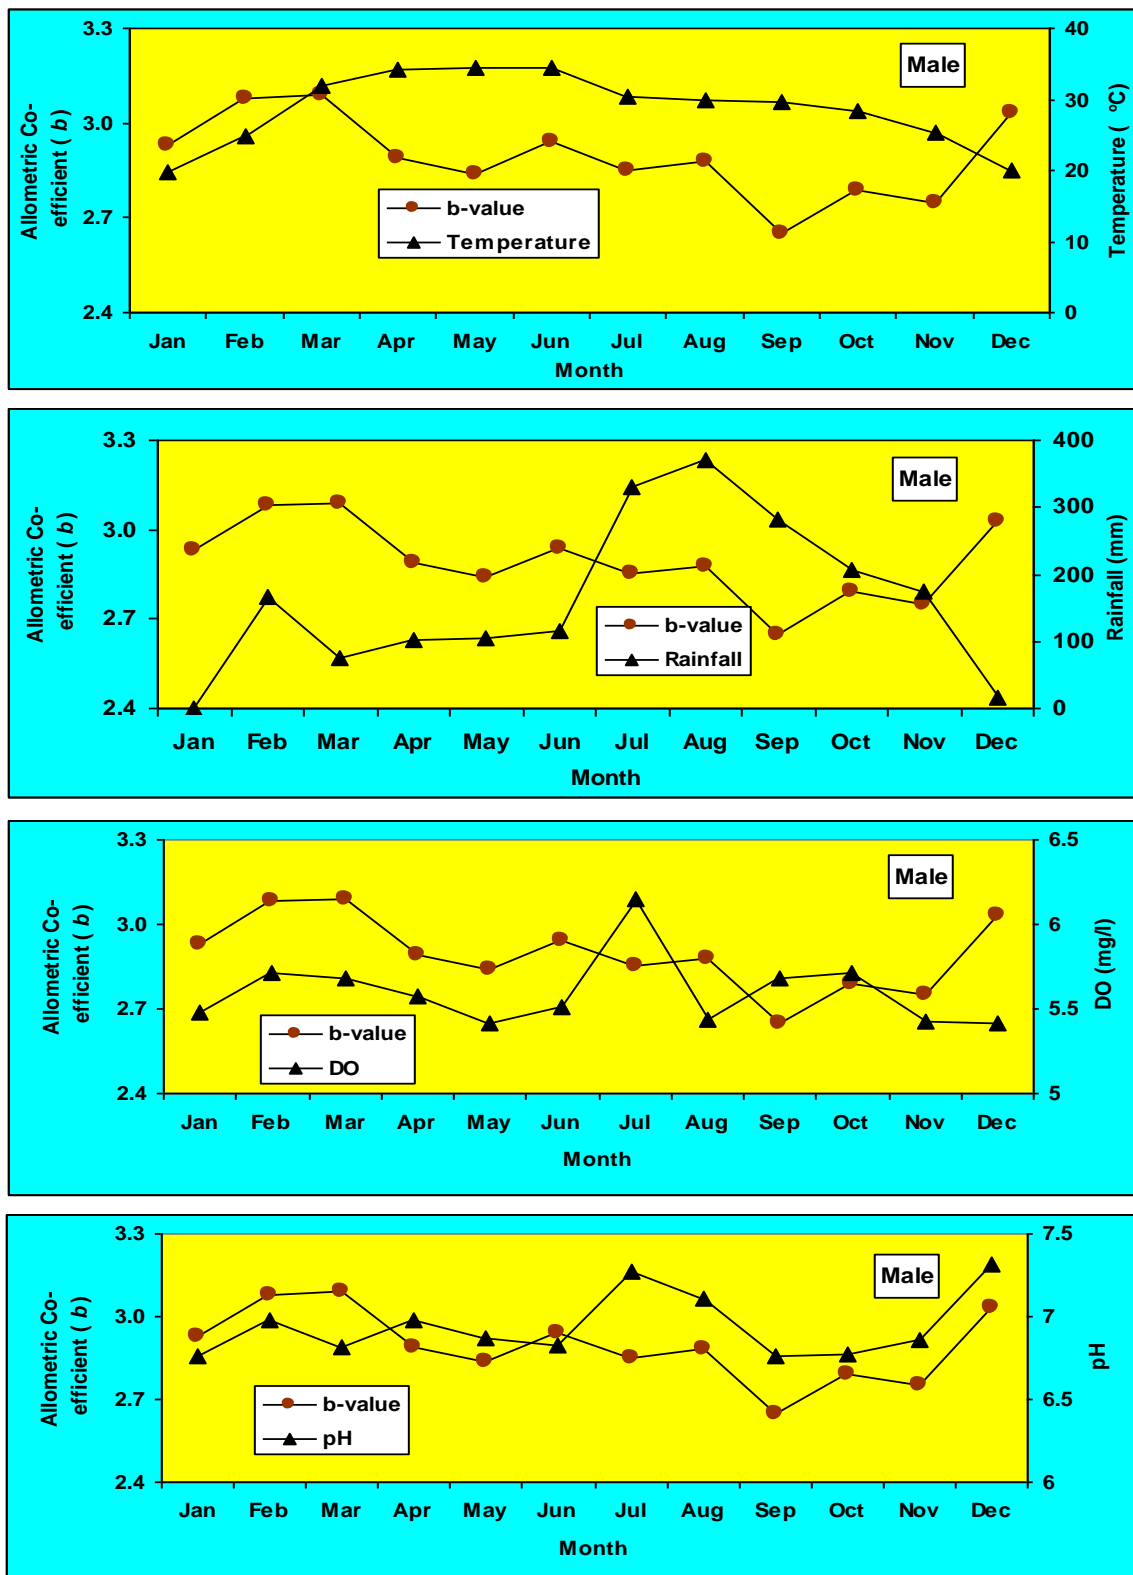 3.3
3.0
2.7
2.4
Allometric Co-
efficient ( b)
Male
b-value
Temperature
40
30
20
10
0
Temperature ( ºC)
Jan Feb Mar Apr May Jun Jul Aug Sep Oct Nov Dec
Month
3.3
3.0
2.7
2.4
Allometric Co-
efficient ( b)
Male
b-value
Rainfall
400
300
200
100
0
Rainfall (mm)
Jan Feb Mar Apr May Jun Jul Aug Sep Oct Nov Dec
Month
3.3
3.0
2.7
2.4
Allometric Co-
efficient ( b)
Male
b-value
DO
6.5
6
5.5
5
DO (mg/l)
Jan Feb Mar Apr May Jun Jul Aug Sep Oct Nov Dec
Month
3.3
3.0
2.7
2.4
Allometric Co-
efficient ( b)
Male
b-value
pH
7.5
7
6.5
6
pH
Jan Feb Mar Apr May Jun Jul Aug Sep Oct Nov Dec
Month